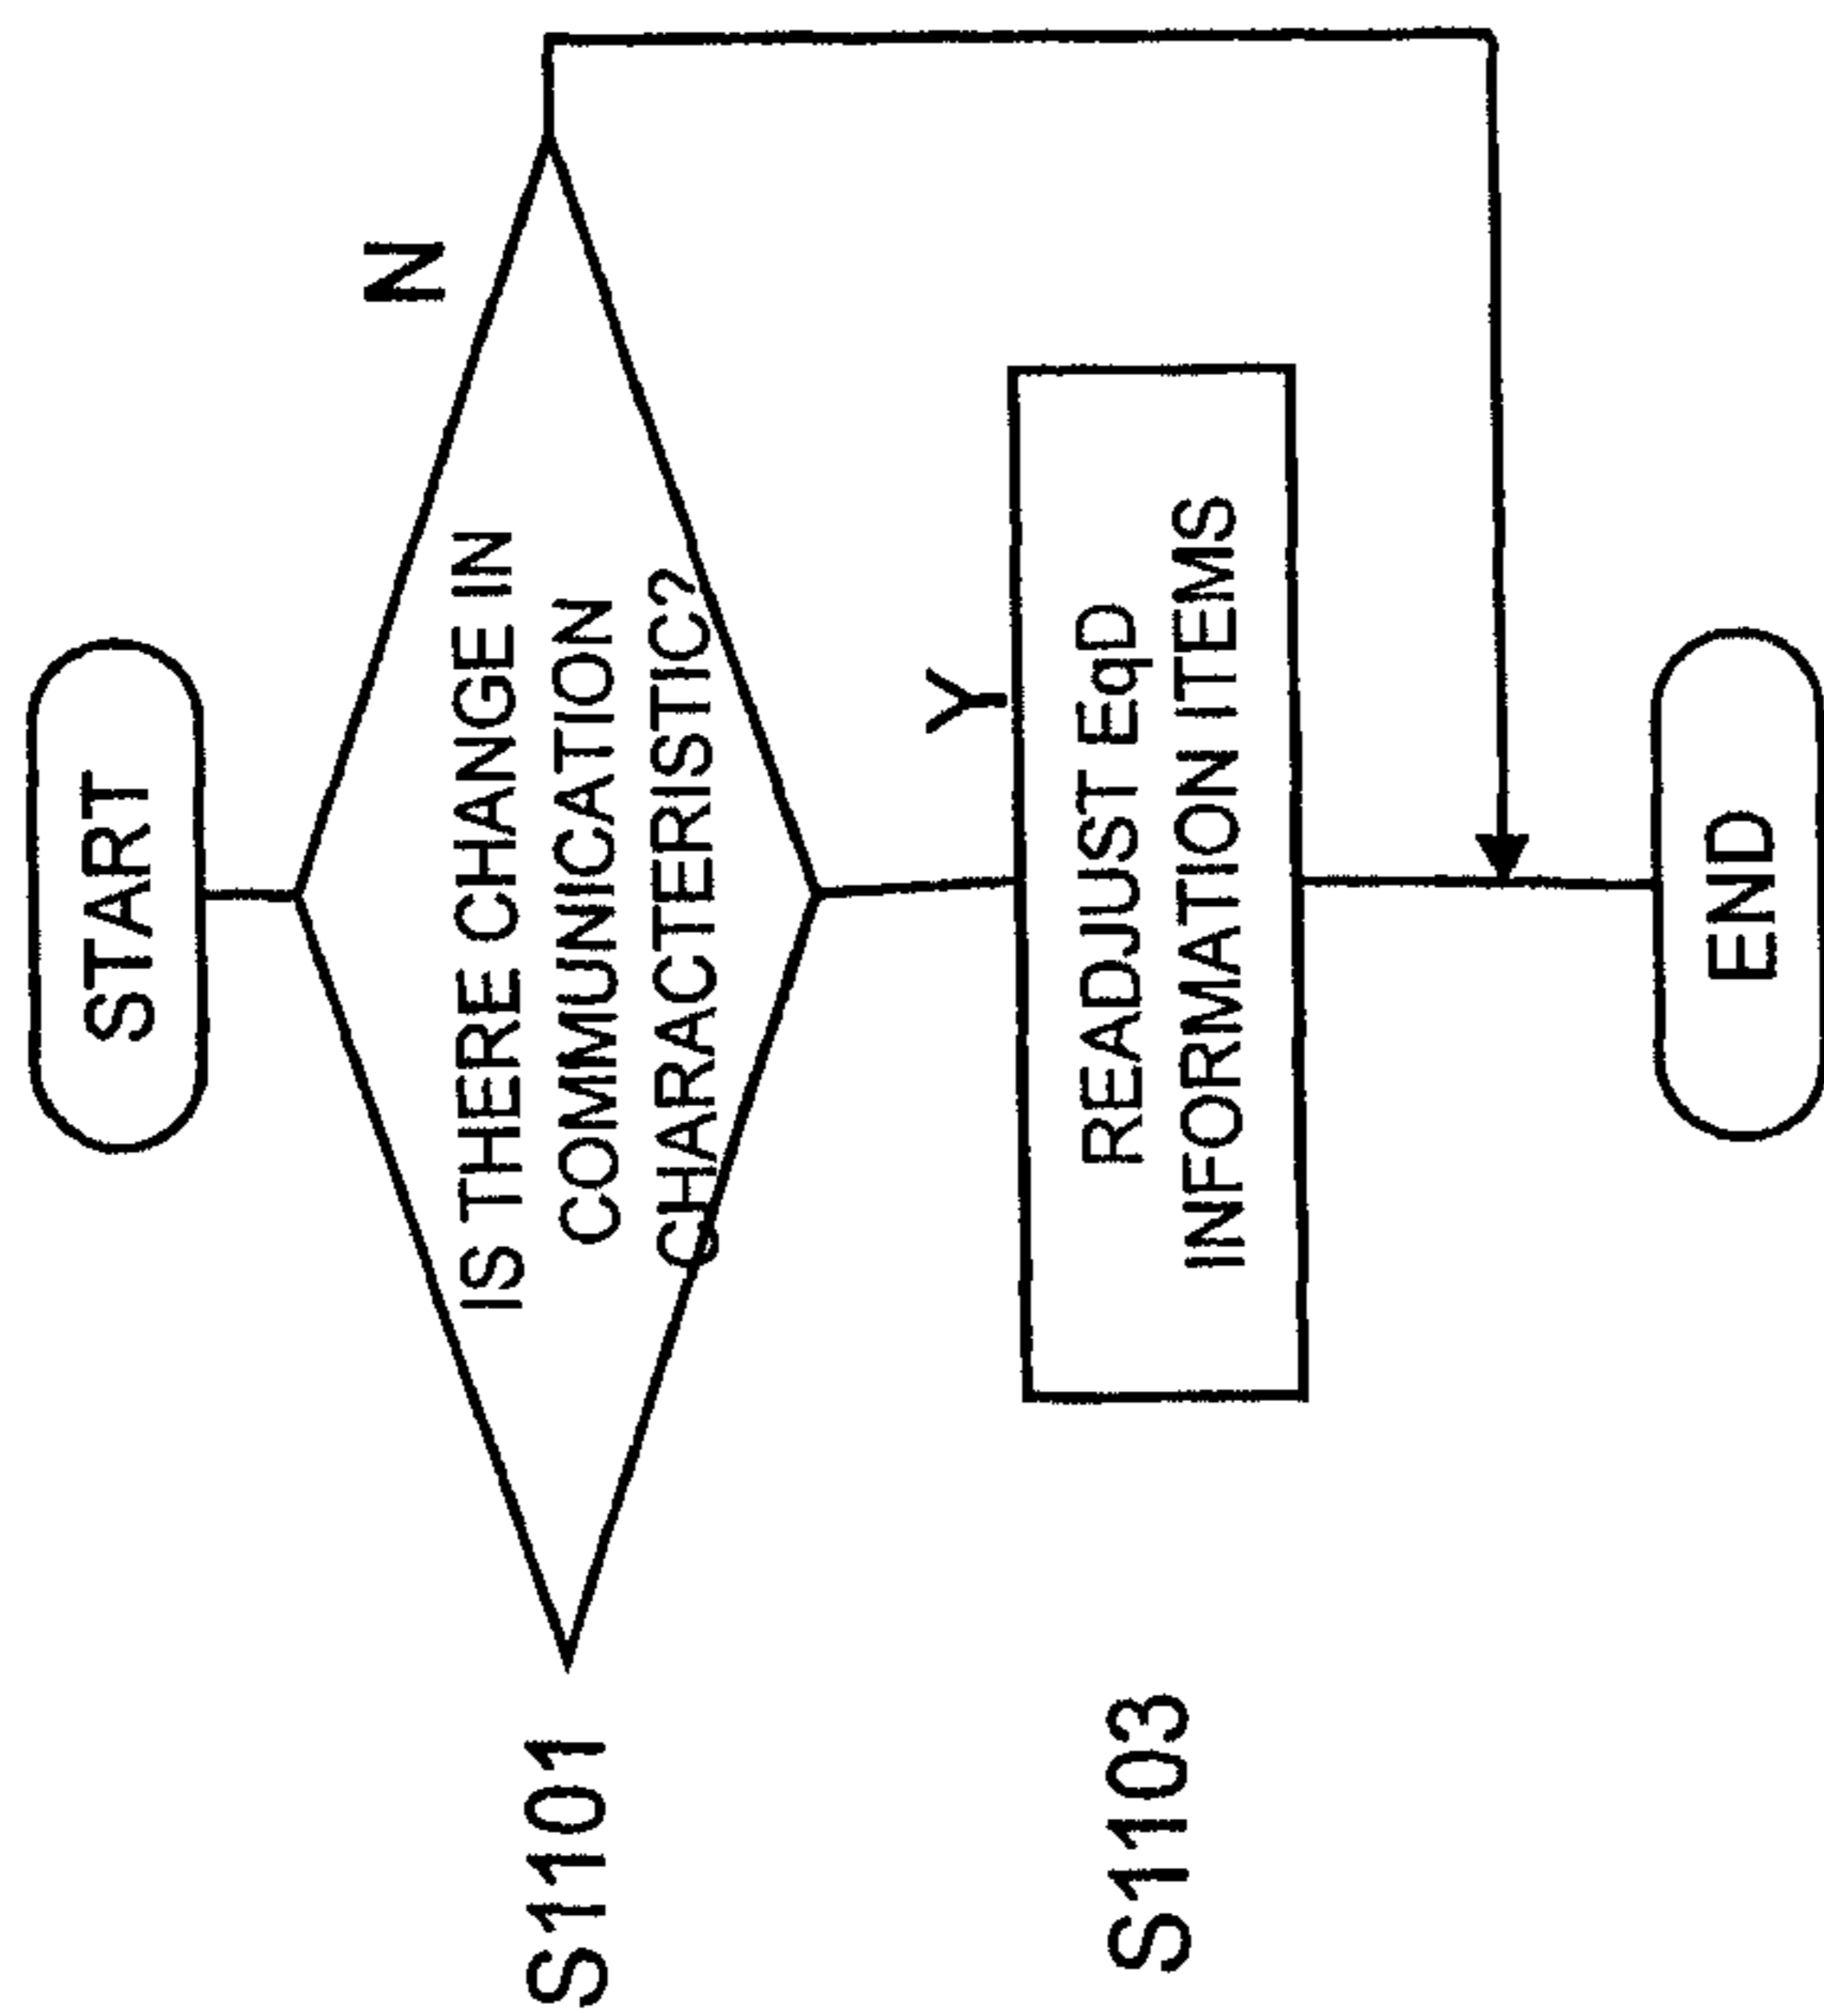 START
N
S1101
IS THERE CHANGE IN
COMMUNICATION
CHARACTERISTIC?
Y
S1103
READJUST EqD
INFORMATION ITEMS
END